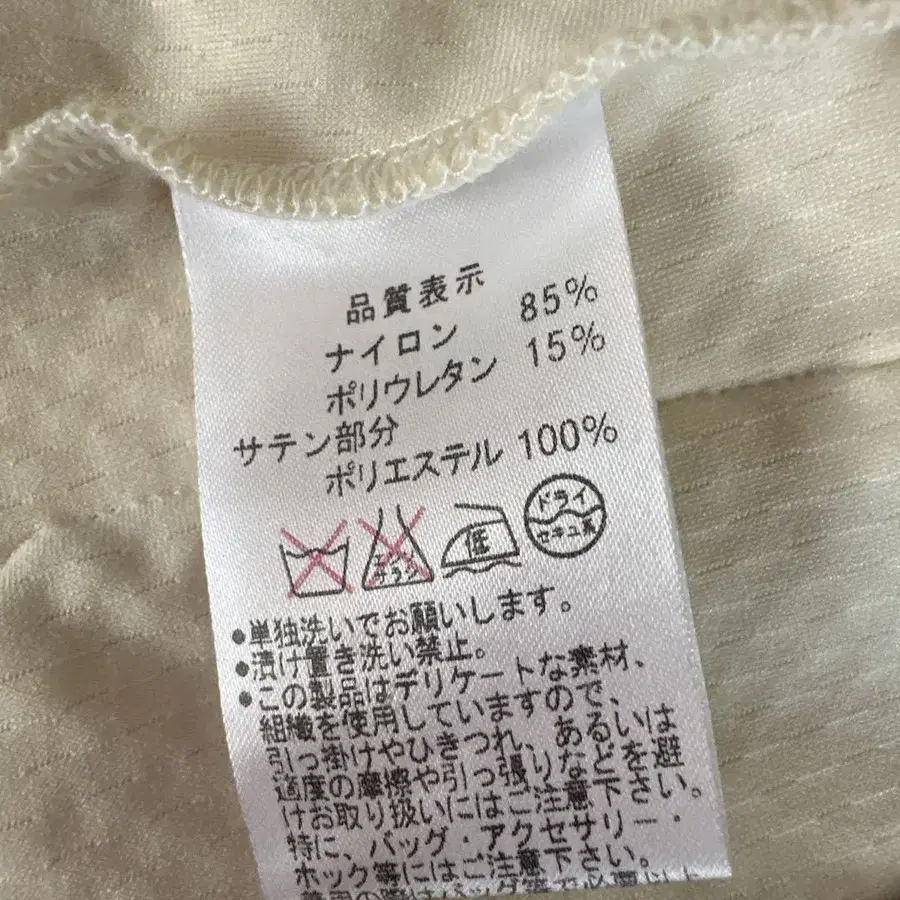 品質表示
ナイロン 85%
ポリウレタン 15%
サテン部分
ポリエステル 100%
エンソ サラシ 低 ドライ セキユ系
●単独洗いでお願いします。
●漬け置き洗い禁止。
●この製品はデリケートな素材、
組織を使用していますので、
引っ掛けやひきつれ、あるいは
過度の摩擦や引っ張りなどを避
けお取り扱いにはご注意下さい。
特に、バッグ・アクセサリー・
ホック等にはご注意下さい。